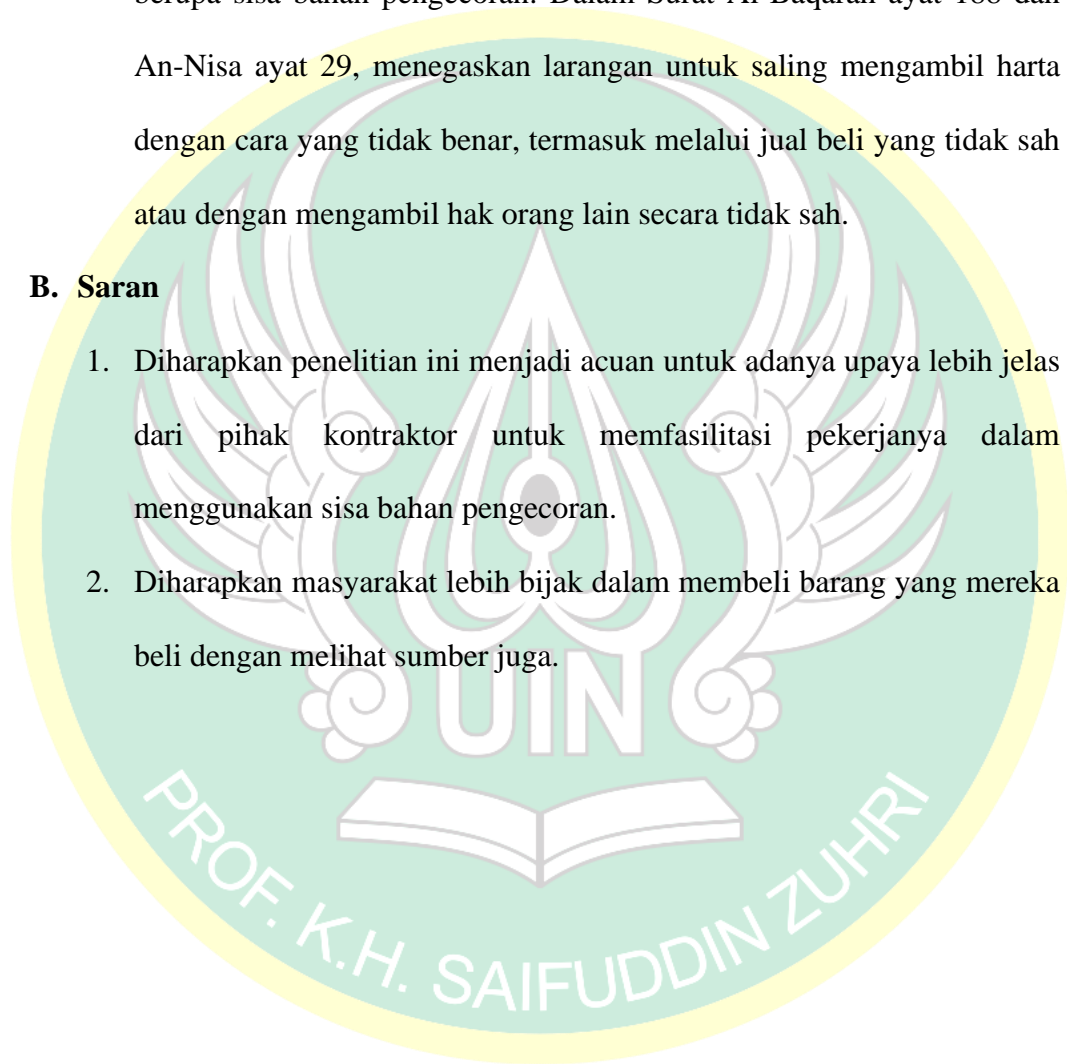 berupa sisa bahan pengecoran. Dalam Surat Al-Baqarah ayat 188 dan
An-Nisa ayat 29, menegaskan larangan untuk saling mengambil harta
dengan cara yang tidak benar, termasuk melalui jual beli yang tidak sah
atau dengan mengambil hak orang lain secara tidak sah.
B. Saran
1. Diharapkan penelitian ini menjadi acuan untuk adanya upaya lebih jelas
dari pihak kontraktor untuk memfasilitasi pekerjanya dalam
menggunakan sisa bahan pengecoran.
2. Diharapkan masyarakat lebih bijak dalam membeli barang yang mereka
beli dengan melihat sumber juga.
UIN
PROF. K.H. SAIFUDDIN ZUHRI